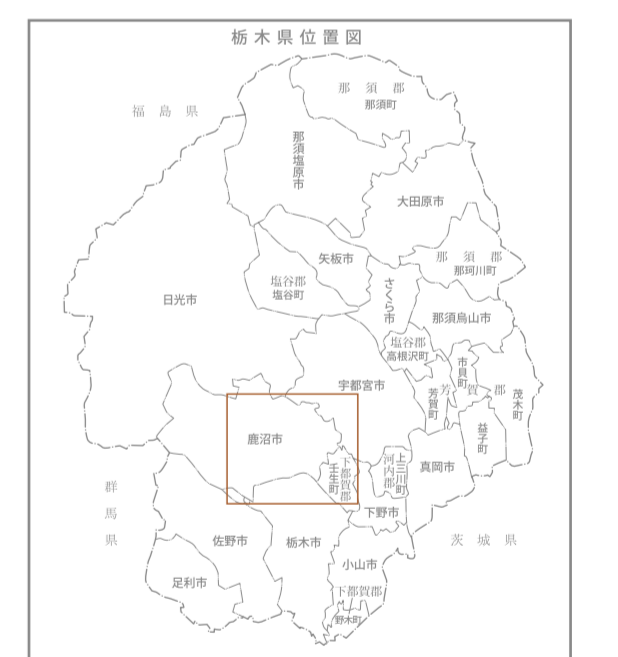 栃木県位置図
那須郡
那須町
福島県
那須塩原市
大田原市
那須郡
那珂川町
矢板市
塩谷郡
塩谷町
さくら市
日光市
那須烏山市
塩谷郡
高根沢町
市貝町
宇都宮市
芳賀郡
芳賀町
茂木町
益子町
鹿沼市
下都賀郡
壬生町
上三川町
河内郡
真岡市
群馬県
下野市
佐野市
栃木市
茨城県
小山市
足利市
下都賀郡
野木町